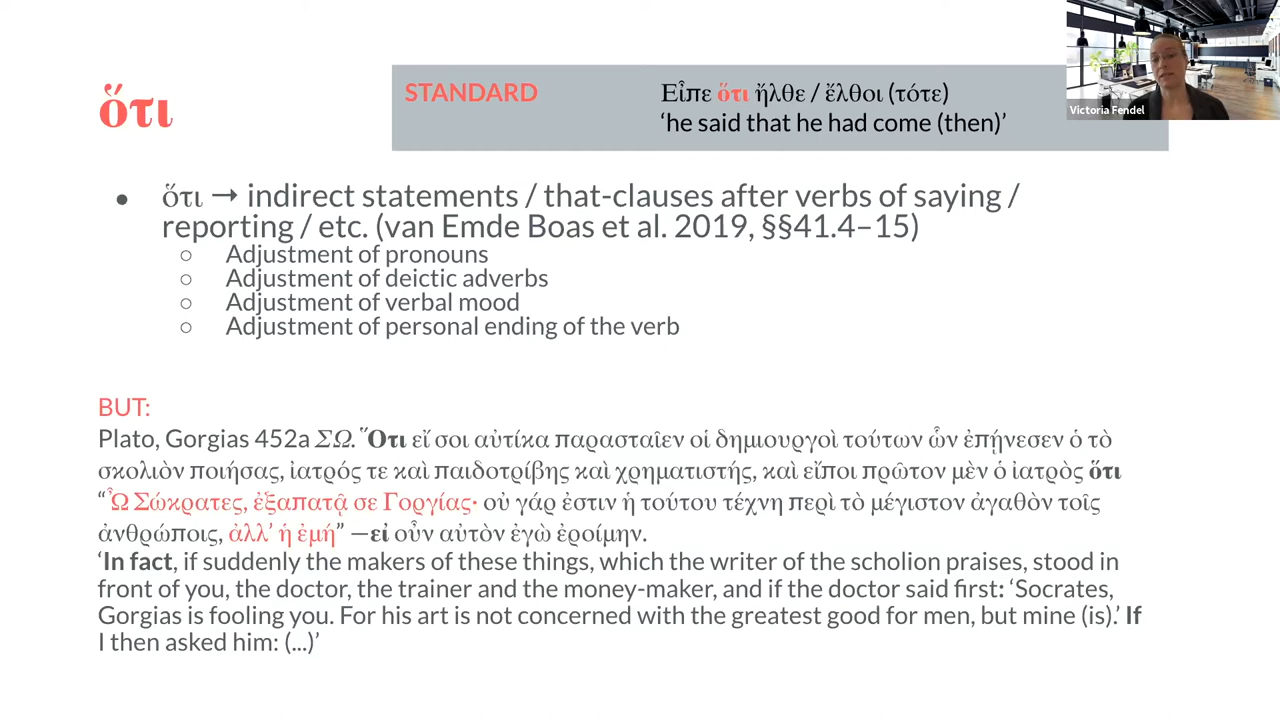 ὅτι
STANDARD
Εἶπε ὅτι ἤλθε / ἔλθοι (τότε)
‘he said that he had come (then)’
Victoria Fendel
● ὅτι → indirect statements / that-clauses after verbs of saying /
reporting / etc. (van Emde Boas et al. 2019, §§41.4–15)
○ Adjustment of pronouns
○ Adjustment of deictic adverbs
○ Adjustment of verbal mood
○ Adjustment of personal ending of the verb
BUT:
Plato, Gorgias 452a ΣΩ. Ὅτι εἴ σοι αὐτίκα παρασταῖεν οἱ δημιουργοὶ τούτων ὧν ἐπῄνεσεν ὁ τὸ
σκολιὸν ποιήσας, ἰατρός τε καὶ παιδοτρίβης καὶ χρηματιστής, καὶ εἴποι πρῶτον μὲν ὁ ἰατρὸς ὅτι
“Ὦ Σώκρατες, ἐξαπατᾷ σε Γοργίας· οὐ γάρ ἐστιν ἡ τούτου τέχνη περὶ τὸ μέγιστον ἀγαθὸν τοῖς
ἀνθρώποις, ἀλλ’ ἡ ἐμή” —εἰ οὖν αὐτὸν ἐγὼ ἐροίμην.
‘In fact, if suddenly the makers of these things, which the writer of the scholion praises, stood in
front of you, the doctor, the trainer and the money-maker, and if the doctor said first: ‘Socrates,
Gorgias is fooling you. For his art is not concerned with the greatest good for men, but mine (is).’ If
I then asked him: (...)’